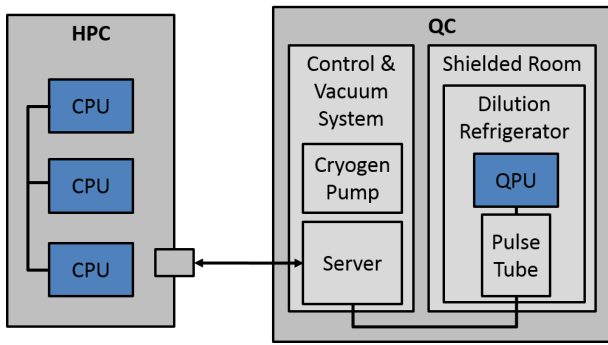 HPC
CPU
CPU
CPU
QC
Control &
Vacuum
System
Cryogen
Pump
Server
Shielded Room
Dilution
Refrigerator
QPU
Pulse
Tube